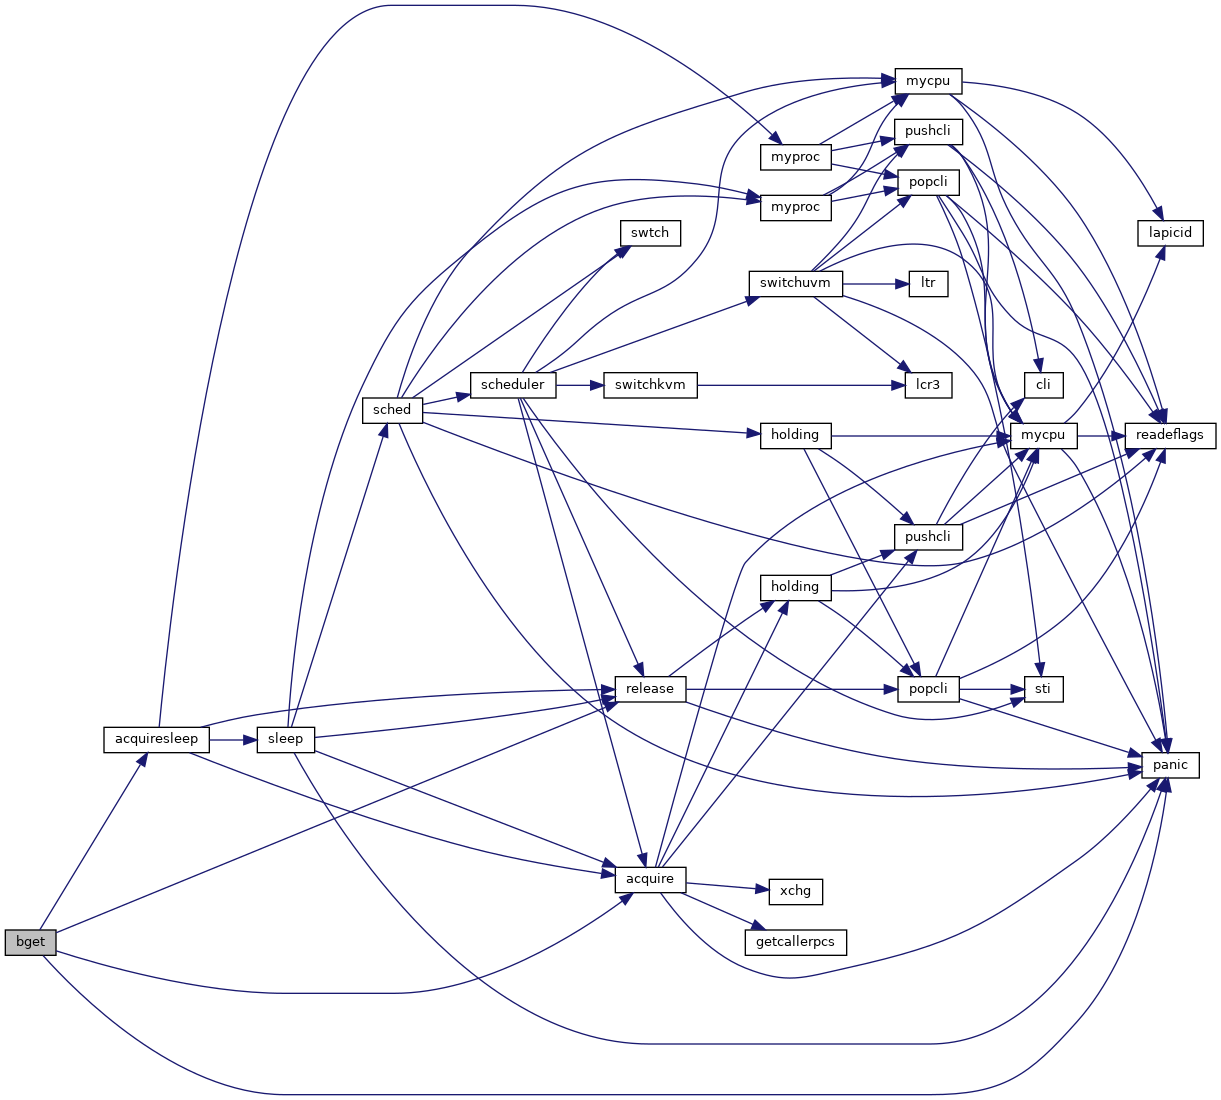 mycpu
pushcli
myproc
popcli
myproc
swtch
lapicid
switchuvm
ltr
scheduler
switchkvm
lcr3
cli
sched
holding
mycpu
readeflags
pushcli
holding
release
popcli
sti
acquiresleep
sleep
panic
acquire
xchg
bget
getcallerpcs